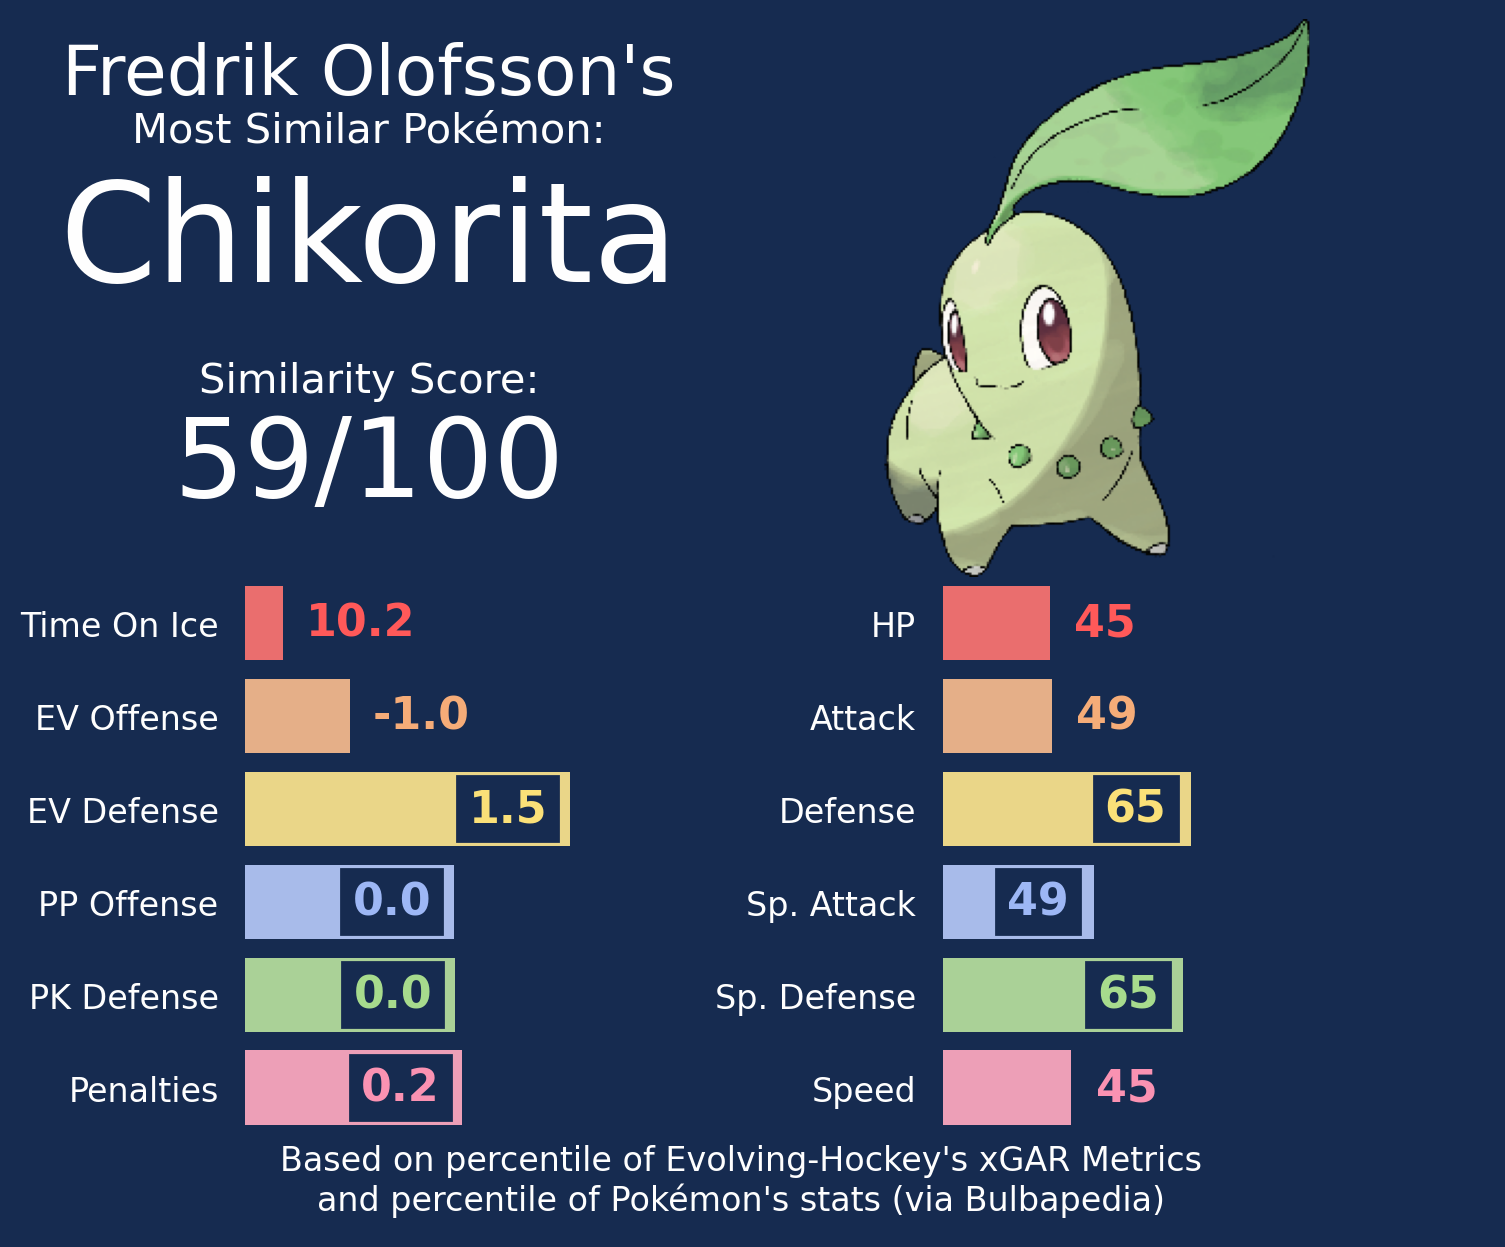 Fredrik Olofsson's
Most Similar Pokémon:
Chikorita
Similarity Score:
59/100
Time On Ice 10.2
EV Offense -1.0
EV Defense 1.5
PP Offense 0.0
PK Defense 0.0
Penalties 0.2
HP 45
Attack 49
Defense 65
Sp. Attack 49
Sp. Defense 65
Speed 45
Based on percentile of Evolving-Hockey's xGAR Metrics
and percentile of Pokémon's stats (via Bulbapedia)